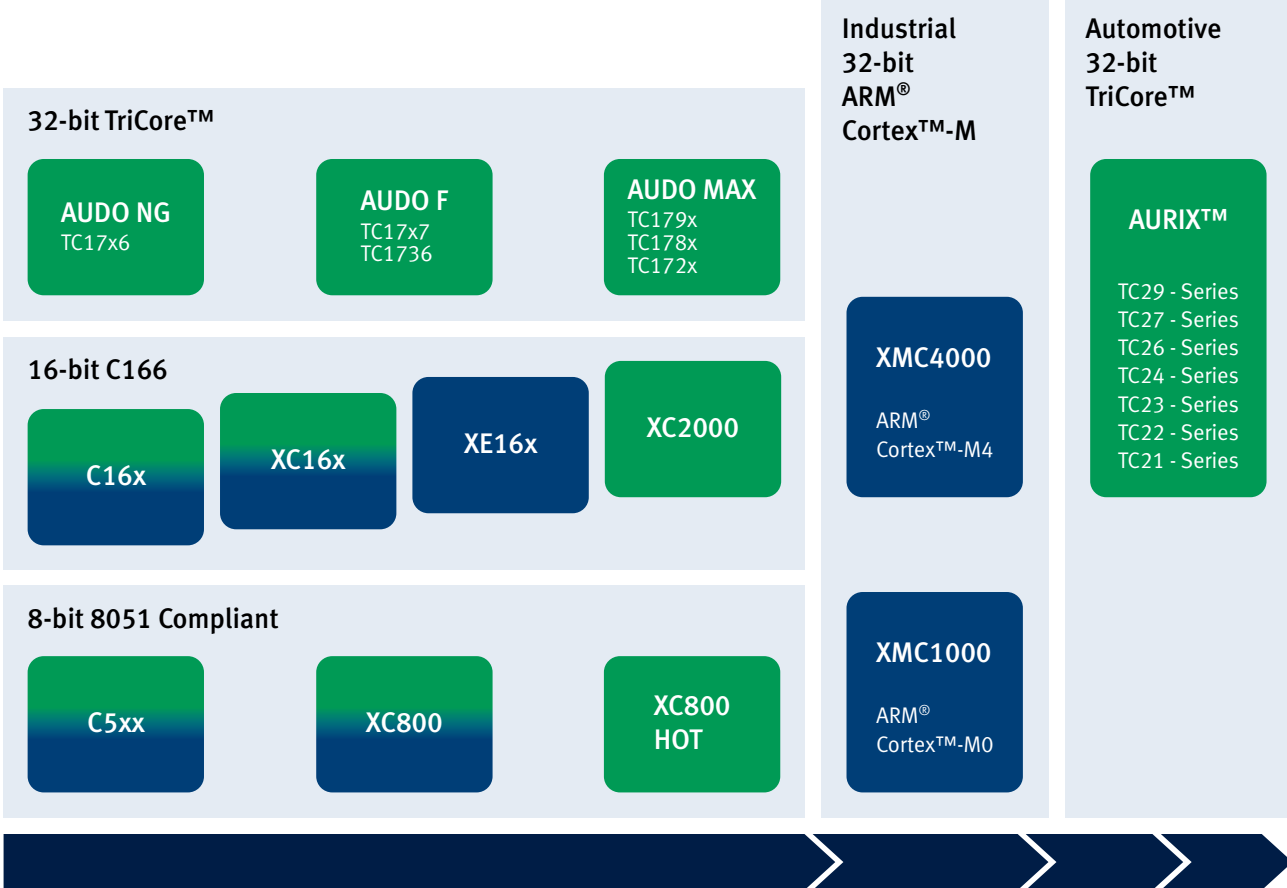 32-bit TriCore™
AUDO NG
TC17x6
AUDO F
TC17x7
TC1736
AUDO MAX
TC179x
TC178x
TC172x
16-bit C166
C16x
XC16x
XE16x
XC2000
8-bit 8051 Compliant
C5xx
XC800
XC800
HOT
Industrial
32-bit
ARM®
Cortex™-M
XMC4000
ARM®
Cortex™-M4
XMC1000
ARM®
Cortex™-M0
Automotive
32-bit
TriCore™
AURIX™
TC29 - Series
TC27 - Series
TC26 - Series
TC24 - Series
TC23 - Series
TC22 - Series
TC21 - Series